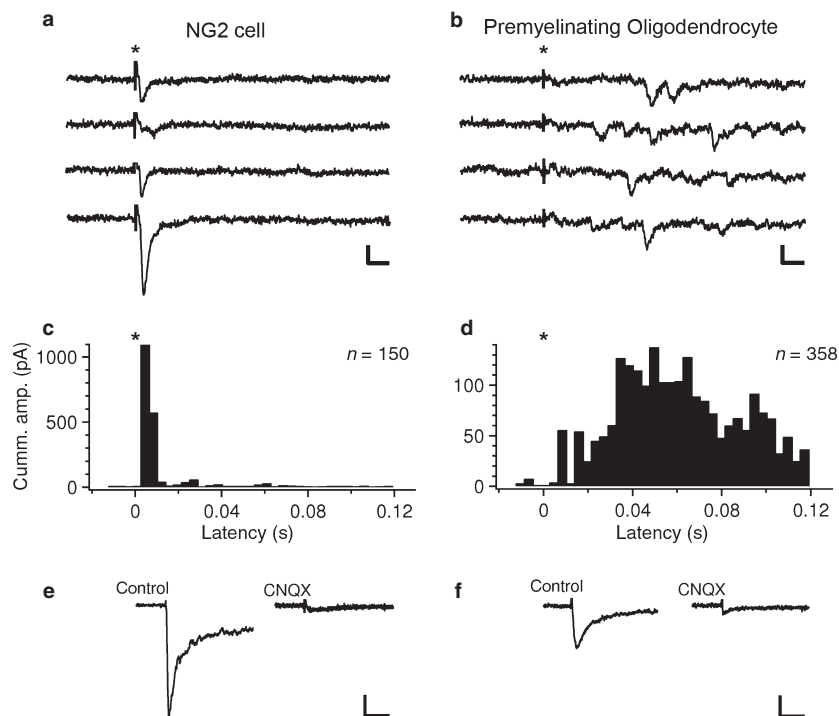 a
NG2 cell
*
b
Premyelinating Oligodendrocyte
*
c
*
n = 150
Cumm. amp. (pA)
1000
500
0
0 0.04 0.08 0.12
Latency (s)
d
*
n = 358
100
50
0
0 0.04 0.08 0.12
Latency (s)
e
Control
CNQX
f
Control
CNQX